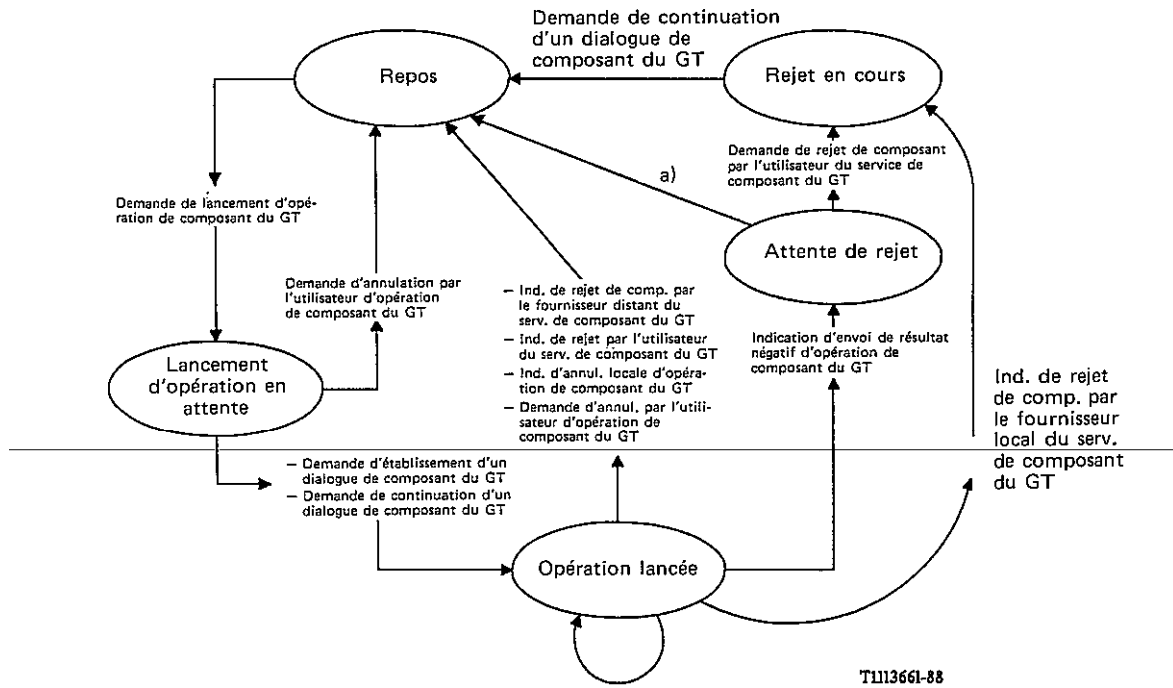 Demande de continuation
d'un dialogue de
composant du GT
Repos
Rejet en cours
Demande de rejet de composant
par l'utilisateur du service de
composant du GT
a)
Demande de lancement d'opé-
ration de composant du GT
Attente de rejet
Demande d'annulation par
l'utilisateur d'opération
de composant du GT
– Ind. de rejet de comp. par
le fournisseur distant du
serv. de composant du GT
– Ind. de rejet par l'utilisateur
du serv. de composant du GT
– Ind. d'annul. locale d'opéra-
tion de composant du GT
– Demande d'annul. par l'utili-
sateur d'opération de
composant du GT
Indication d'envoi de résultat
négatif d'opération de
composant du GT
Lancement
d'opération en
attente
Ind. de rejet
de comp. par
le fournisseur
local du serv.
de composant
du GT
– Demande d'établissement d'un
dialogue de composant du GT
– Demande de continuation d'un
dialogue de composant du GT
Opération lancée
T1113661-88